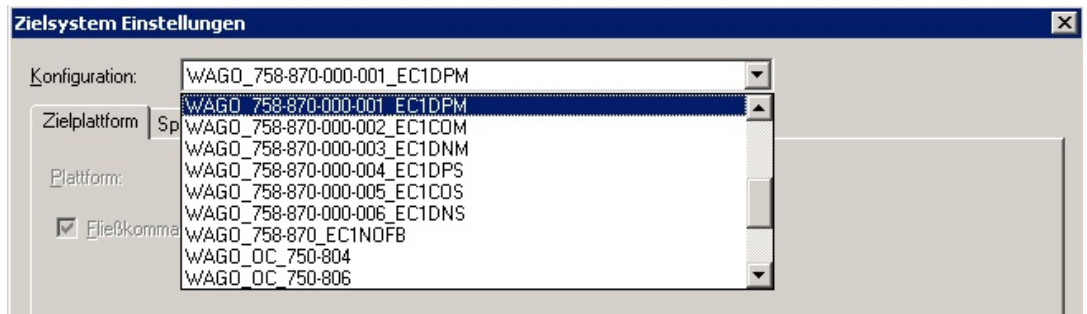 Zielsystem Einstellungen
Konfiguration: WAGO_758-870-000-001_EC1DPM
WAGO_758-870-000-001_EC1DPM
Zielplattform Sp WAGO_758-870-000-002_EC1COM
WAGO_758-870-000-003_EC1DNM
Plattform: WAGO_758-870-000-004_EC1DPS
WAGO_758-870-000-005_EC1COS
WAGO_758-870-000-006_EC1DNS
Fließkomma WAGO_758-870_EC1NOFB
WAGO_OC_750-804
WAGO_OC_750-806